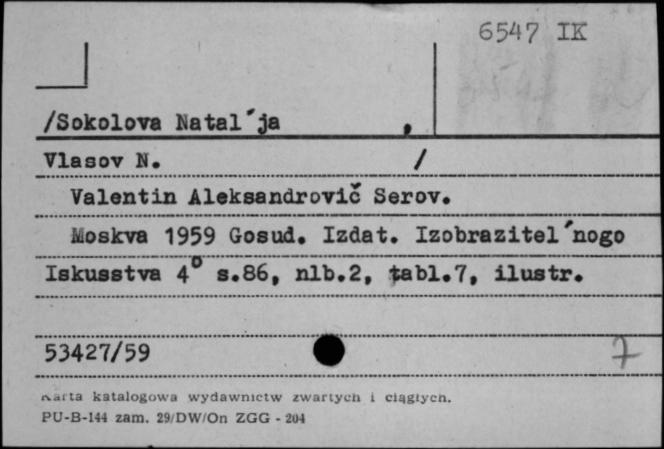 6547 IK
/Sokolova Natal´ja ,
Vlasov N. /
Valentin Aleksandrovič Serov.
Moskva 1959 Gosud. Izdat. Izobrazitel´nogo
Iskusstva 4° s.86, nlb.2, tabl.7, ilustr.
53427/59
7
Karta katalogowa wydawnictw zwartych i ciągłych.
PU-B-144 zam. 29/DW/On ZGG - 204